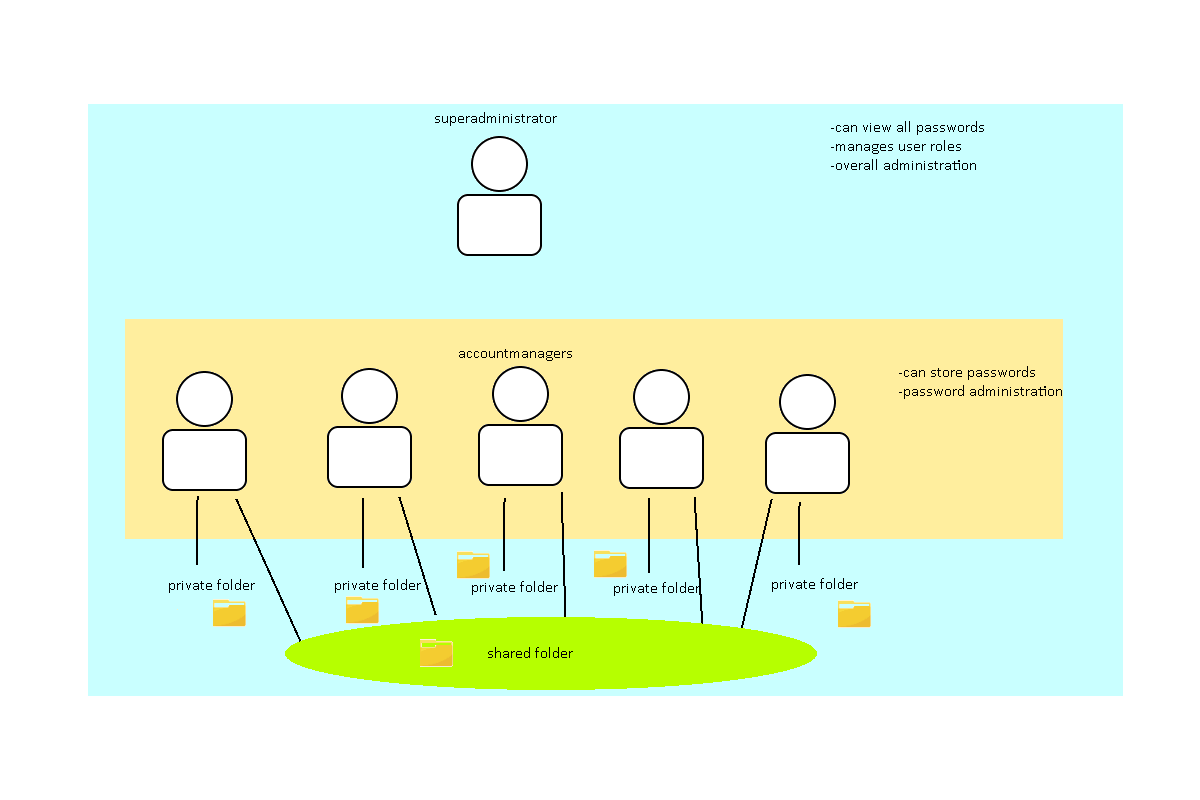 superadministrator
-can view all passwords
-manages user roles
-overall administration
accountmanagers
-can store passwords
-password administration
private folder
private folder
private folder
private folder
private folder
shared folder